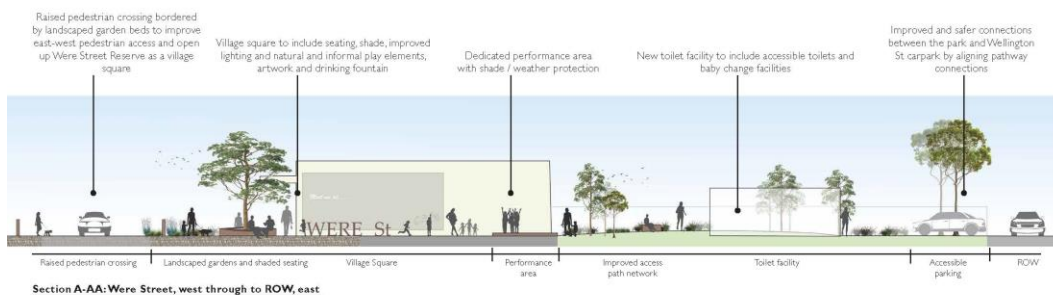 Raised pedestrian crossing bordered
by landscaped garden beds to improve
east-west pedestrian access and open
up Were Street Reserve as a village
square
Village square to include seating, shade, improved
lighting and natural and informal play elements,
artwork and drinking fountain
Dedicated performance area
with shade / weather protection
New toilet facility to include accessible toilets and
baby change facilities
Improved and safer connections
between the park and Wellington
St carpark by aligning pathway
connections
WERE St
Raised pedestrian crossing
Landscaped gardens and shaded seating
Village Square
Performance
area
Improved access
path network
Toilet facility
Accessible
parking
ROW
Section A-AA: Were Street, west through to ROW, east